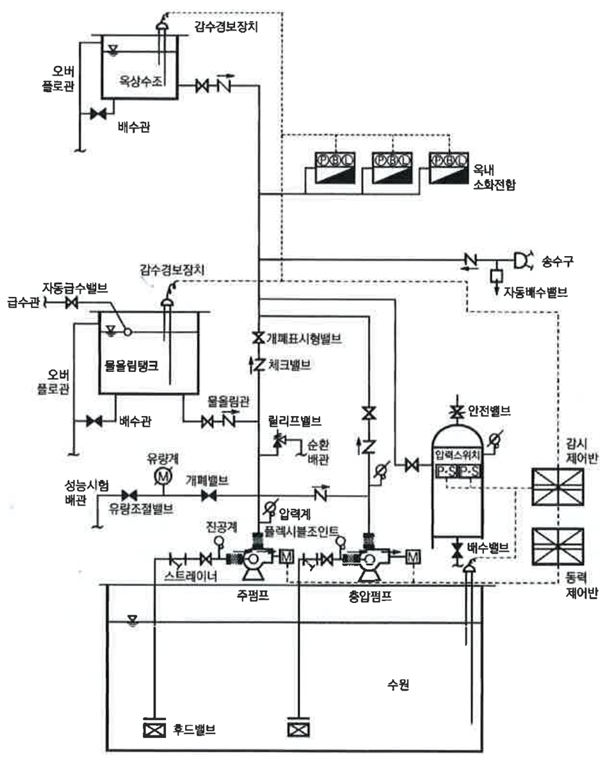 감수경보장치
오버
플로관
옥상수조
배수관
P B L
P B L
P B L
옥내
소화전함
송수구
자동배수밸브
감수경보장치
자동급수밸브
급수관
개폐표시형밸브
체크밸브
물올림탱크
오버
플로관
물올림관
배수관
릴리프밸브
순환
배관
안전밸브
압력스위치
P-S P-S
감시
제어반
유량계
M
개폐밸브
성능시험
배관
유량조절밸브
압력계
진공계
플렉시블조인트
배수밸브
동력
제어반
스트레이너
M
M
주펌프
충압펌프
수원
후드밸브